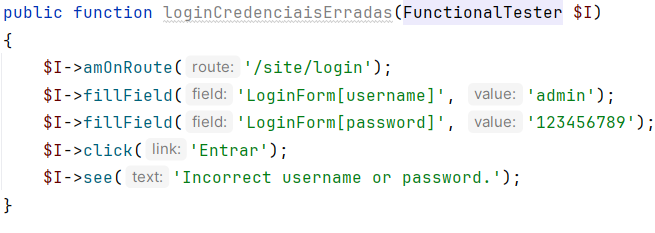 public function loginCredenciaisErradas(FunctionalTester $I)
{
$I->amOnRoute( route: '/site/login');
$I->fillField( field: 'LoginForm[username]', value: 'admin');
$I->fillField( field: 'LoginForm[password]', value: '123456789');
$I->click( link: 'Entrar');
$I->see( text: 'Incorrect username or password.');
}